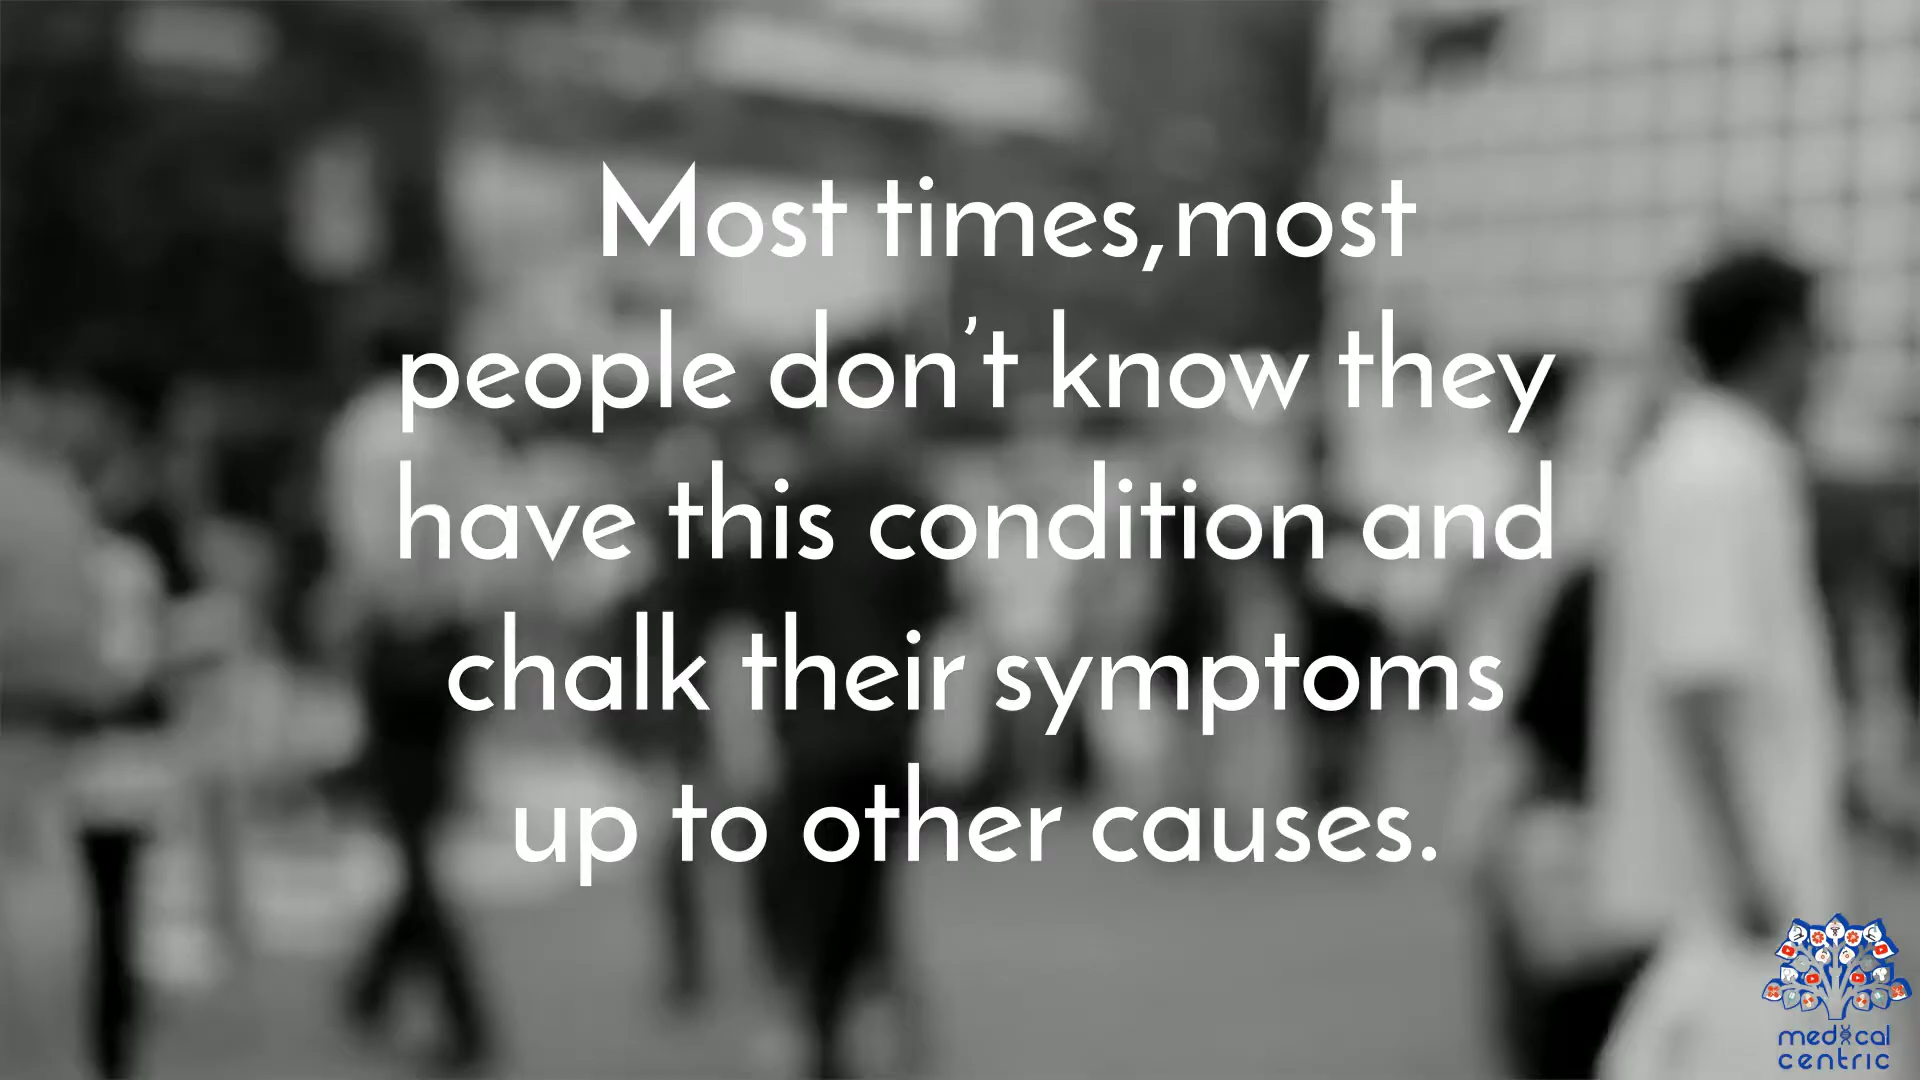 Most times,most
people don't know they
have this condition and
chalk their symptoms
up to other causes.
medical
centric